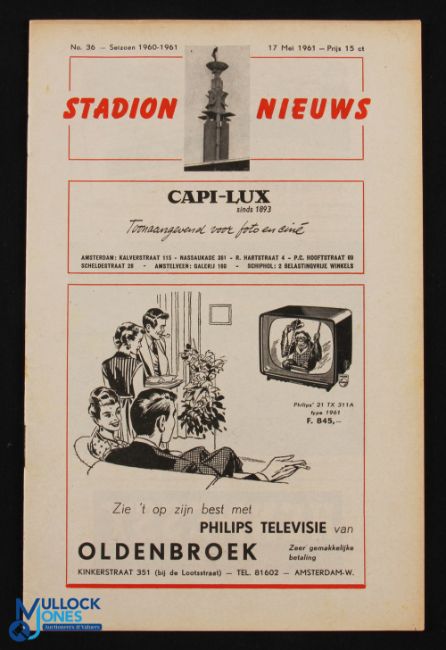 No. 36 — Seizoen 1960-1961
17 Mei 1961 — Prijs 15 ct
STADION NIEUWS
CAPI-LUX
sinds 1893
Toonaangevend voor foto en ciné
AMSTERDAM: KALVERSTRAAT 115 - NASSAUKADE 361 - R. HARTSTRAAT 4 - P.C. HOOFTSTRAAT 69
SCHELDESTRAAT 28 - AMSTELVEEN: GALERIJ 160 - SCHIPHOL: 2 BELASTINGVRIJE WINKELS
Philips' 21 TX 311A
type 1961
F. 845,—
Zie 't op zijn best met
PHILIPS TELEVISIE van
OLDENBROEK
Zeer gemakkelijke
betaling
KINKERSTRAAT 351 (bij de Lootsstraat) — TEL. 81602 — AMSTERDAM-W.
MULLOCK
JONES
Auctioneers & Valuers